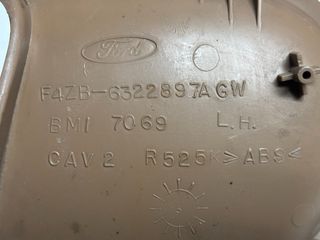 Ford
F4ZB-6322897AGW
BMI 7069 L.H.
CAV 2 R525K >ABS<